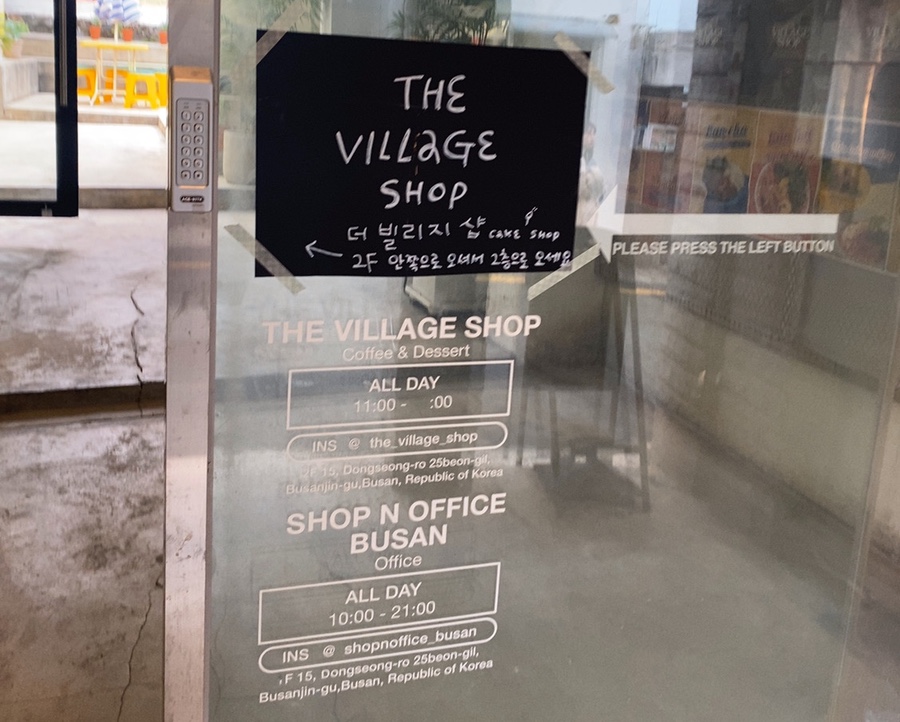 THE
VILLAGE
SHOP
더 빌리지 샵 CAKE SHOP
← 2F 안쪽으로 오셔서 2층으로 오세요
PLEASE PRESS THE LEFT BUTTON
THE VILLAGE SHOP
Coffee & Dessert
ALL DAY
11:00 - :00
INS @ the_village_shop
F 15, Dongseong-ro 25beon-gil,
Busanjin-gu,Busan, Republic of Korea
SHOP N OFFICE
BUSAN
Office
ALL DAY
10:00 - 21:00
INS @ shopnoffice_busan
F 15, Dongseong-ro 25beon-gil,
Busanjin-gu,Busan, Republic of Korea